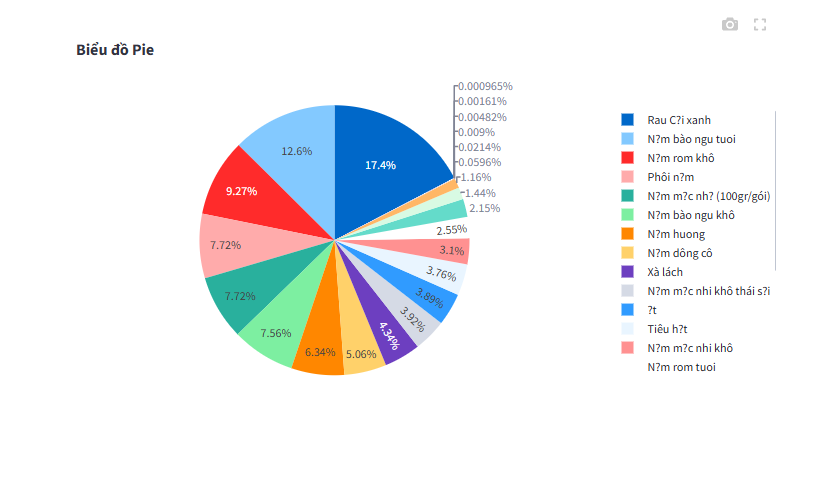 Biểu đồ Pie
0.000965%
0.00161%
0.00482%
0.009%
0.0214%
0.0596%
1.16%
1.44%
2.15%
2.55%
3.1%
3.76%
3.89%
3.92%
4.34%
5.06%
6.34%
7.56%
7.72%
7.72%
9.27%
12.6%
17.4%
Rau C?i xanh
N?m bào ngu tuoi
N?m rom khô
Phôi n?m
N?m m?c nh? (100gr/gói)
N?m bào ngu khô
N?m huong
N?m dông cô
Xà lách
N?m m?c nhi khô thái s?i
?t
Tiêu h?t
N?m m?c nhi khô
N?m rom tuoi